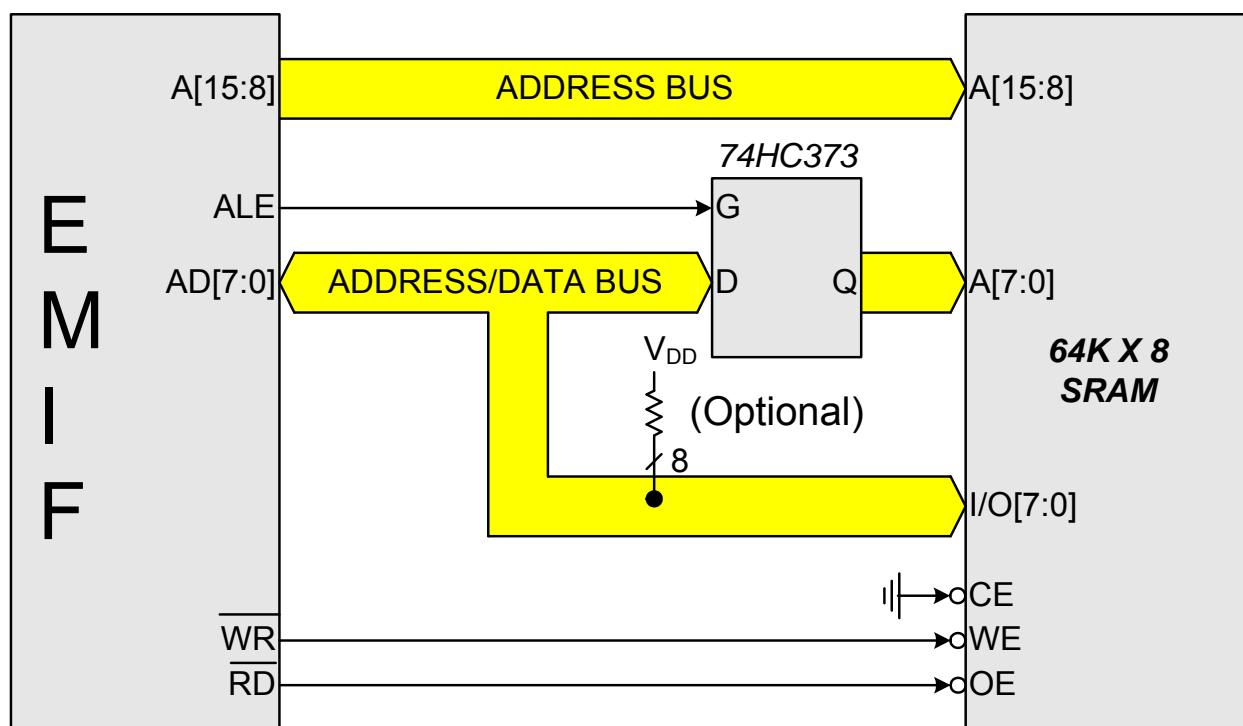 A[15:8]
ADDRESS BUS
A[15:8]
74HC373
ALE
G
EMIF
AD[7:0]
ADDRESS/DATA BUS
D
Q
A[7:0]
VDD
64K X 8
SRAM
(Optional)
8
I/O[7:0]
CE
WR
WE
RD
OE